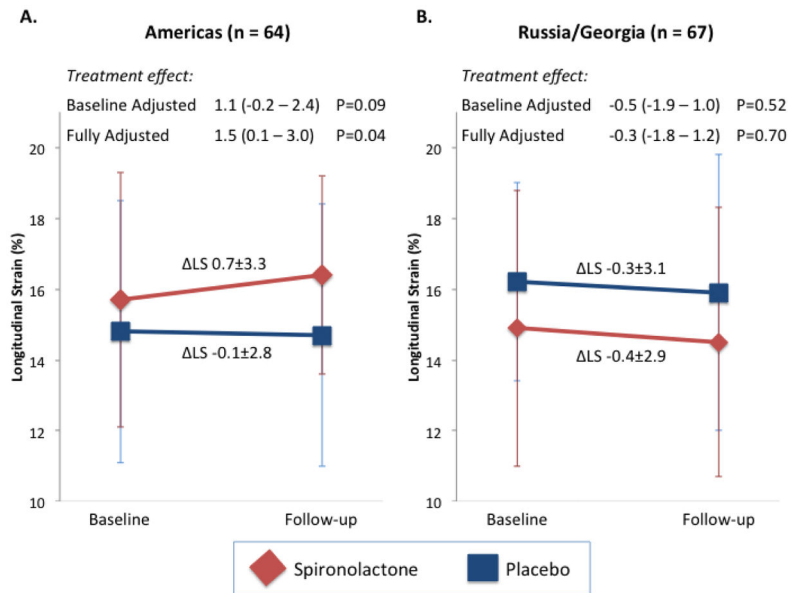 A.
Americas (n = 64)
Treatment effect:
Baseline Adjusted 1.1 (-0.2 – 2.4) P=0.09
Fully Adjusted 1.5 (0.1 – 3.0) P=0.04
Longitudinal Strain (%)
20
18
16
14
12
10
ΔLS 0.7±3.3
ΔLS -0.1±2.8
Baseline Follow-up
B.
Russia/Georgia (n = 67)
Treatment effect:
Baseline Adjusted -0.5 (-1.9 – 1.0) P=0.52
Fully Adjusted -0.3 (-1.8 – 1.2) P=0.70
Longitudinal Strain (%)
20
18
16
14
12
10
ΔLS -0.3±3.1
ΔLS -0.4±2.9
Baseline Follow-up
Spironolactone Placebo